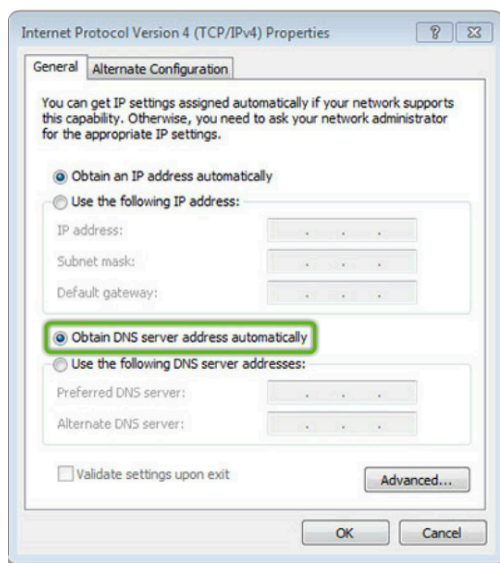 Internet Protocol Version 4 (TCP/IPv4) Properties
General
Alternate Configuration
You can get IP settings assigned automatically if your network supports
this capability. Otherwise, you need to ask your network administrator
for the appropriate IP settings.
Obtain an IP address automatically
Use the following IP address:
IP address:
Subnet mask:
Default gateway:
Obtain DNS server address automatically
Use the following DNS server addresses:
Preferred DNS server:
Alternate DNS server:
Validate settings upon exit
Advanced...
OK
Cancel